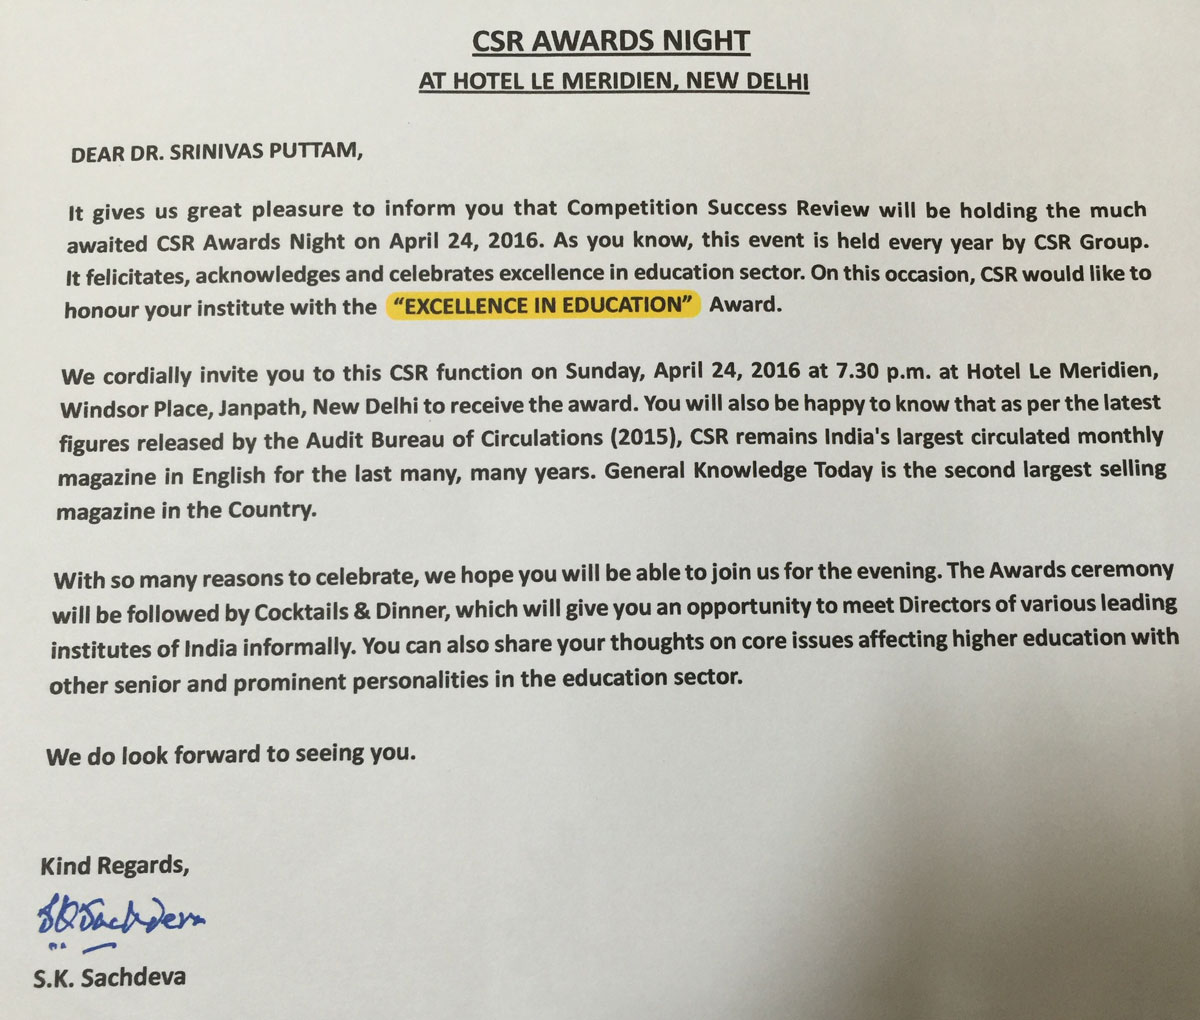 CSR AWARDS NIGHT
AT HOTEL LE MERIDIEN, NEW DELHI
DEAR DR. SRINIVAS PUTTAM,
It gives us great pleasure to inform you that Competition Success Review will be holding the much
awaited CSR Awards Night on April 24, 2016. As you know, this event is held every year by CSR Group.
It felicitates, acknowledges and celebrates excellence in education sector. On this occasion, CSR would like to
honour your institute with the “EXCELLENCE IN EDUCATION” Award.
We cordially invite you to this CSR function on Sunday, April 24, 2016 at 7.30 p.m. at Hotel Le Meridien,
Windsor Place, Janpath, New Delhi to receive the award. You will also be happy to know that as per the latest
figures released by the Audit Bureau of Circulations (2015), CSR remains India's largest circulated monthly
magazine in English for the last many, many years. General Knowledge Today is the second largest selling
magazine in the Country.
With so many reasons to celebrate, we hope you will be able to join us for the evening. The Awards ceremony
will be followed by Cocktails & Dinner, which will give you an opportunity to meet Directors of various leading
institutes of India informally. You can also share your thoughts on core issues affecting higher education with
other senior and prominent personalities in the education sector.
We do look forward to seeing you.
Kind Regards,
SKSachdeva
S.K. Sachdeva